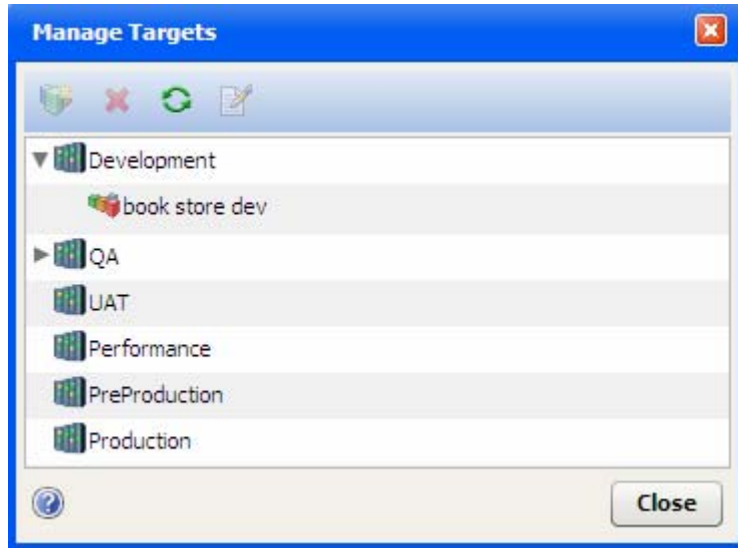 Manage Targets
Development
book store dev
QA
UAT
Performance
PreProduction
Production
Close